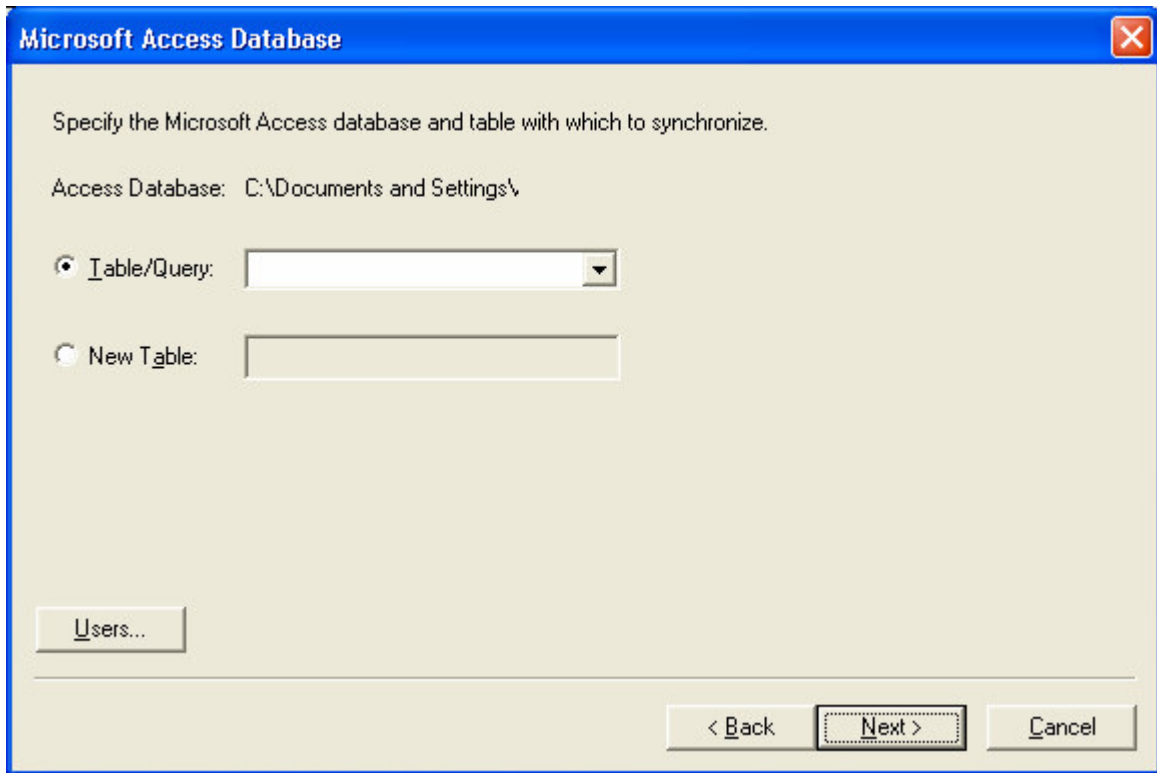 Microsoft Access Database
Specify the Microsoft Access database and table with which to synchronize.
Access Database: C:\Documents and Settings\
Table/Query:
New Table:
Users...
< Back Next > Cancel